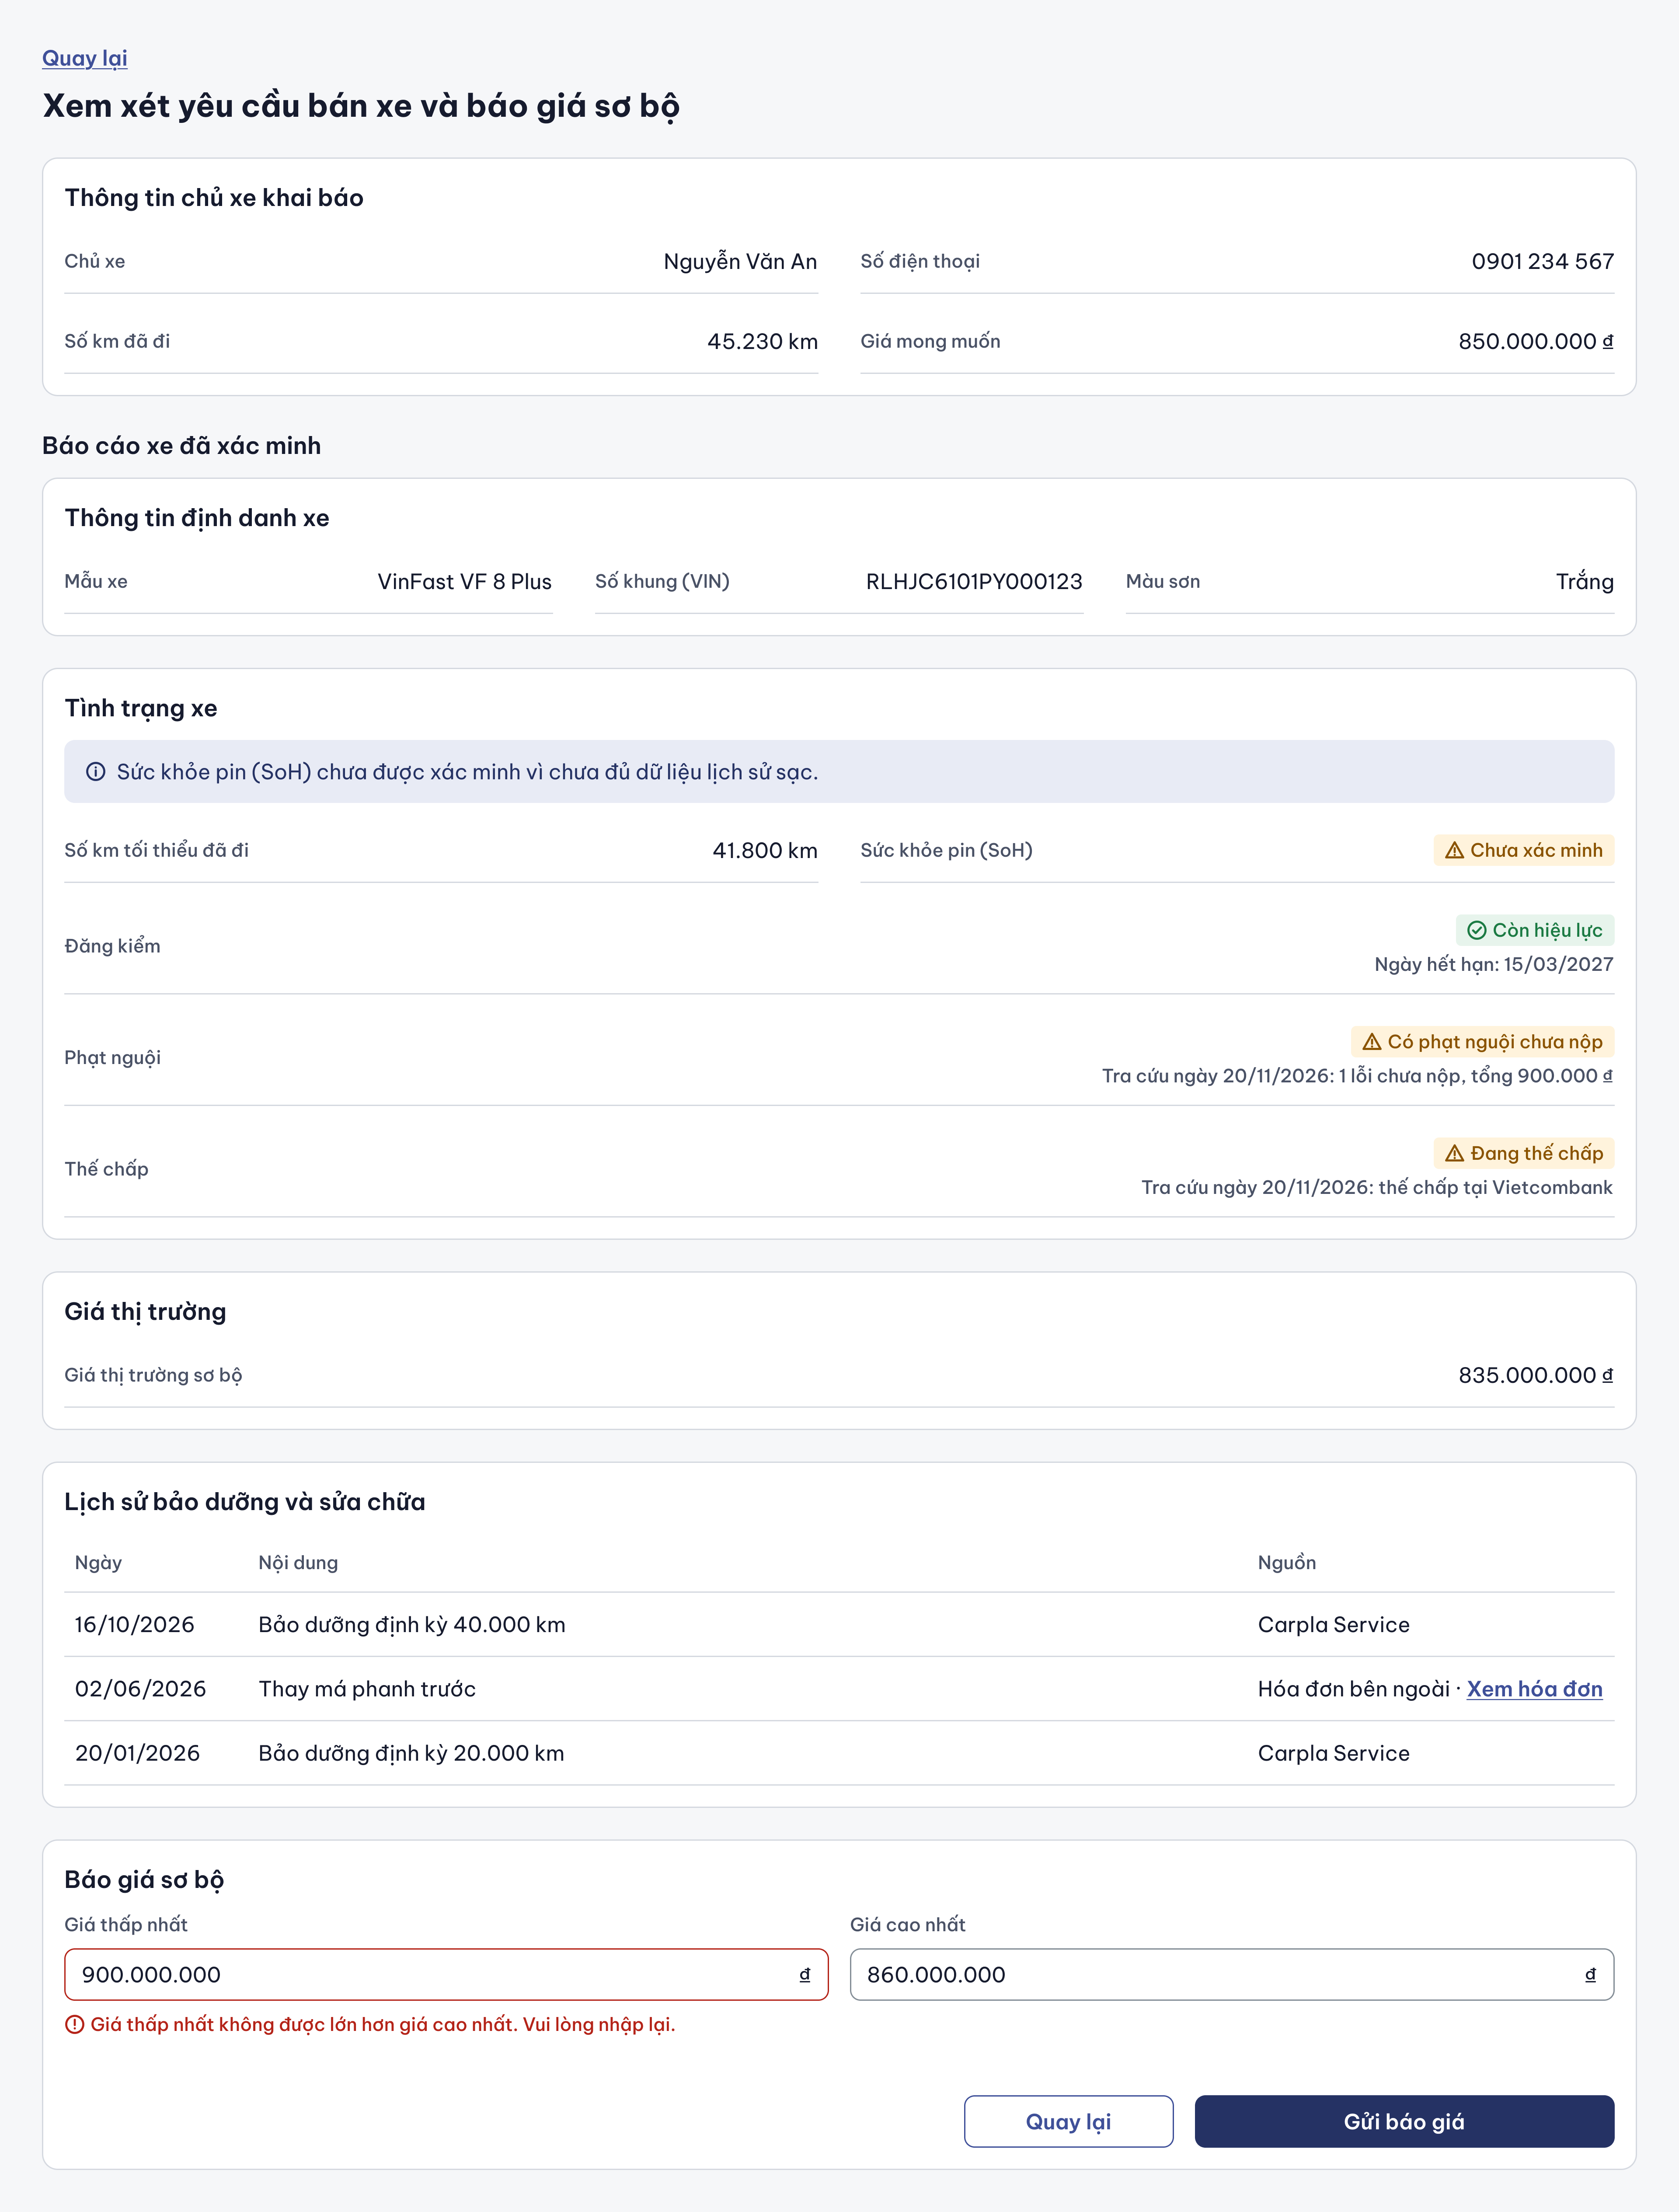 Quay lại
Xem xét yêu cầu bán xe và báo giá sơ bộ
Thông tin chủ xe khai báo
Chủ xe Nguyễn Văn An Số điện thoại 0901 234 567
Số km đã đi 45.230 km Giá mong muốn 850.000.000 ₫
Báo cáo xe đã xác minh
Thông tin định danh xe
Mẫu xe VinFast VF 8 Plus Số khung (VIN) RLHJC6101PY000123 Màu sơn Trắng
Tình trạng xe
Sức khỏe pin (SoH) chưa được xác minh vì chưa đủ dữ liệu lịch sử sạc.
Số km tối thiểu đã đi 41.800 km Sức khỏe pin (SoH) Chưa xác minh
Đăng kiểm Còn hiệu lực
Ngày hết hạn: 15/03/2027
Phạt nguội Có phạt nguội chưa nộp
Tra cứu ngày 20/11/2026: 1 lỗi chưa nộp, tổng 900.000 ₫
Thế chấp Đang thế chấp
Tra cứu ngày 20/11/2026: thế chấp tại Vietcombank
Giá thị trường
Giá thị trường sơ bộ 835.000.000 ₫
Lịch sử bảo dưỡng và sửa chữa
Ngày Nội dung Nguồn
16/10/2026 Bảo dưỡng định kỳ 40.000 km Carpla Service
02/06/2026 Thay má phanh trước Hóa đơn bên ngoài · Xem hóa đơn
20/01/2026 Bảo dưỡng định kỳ 20.000 km Carpla Service
Báo giá sơ bộ
Giá thấp nhất Giá cao nhất
900.000.000 ₫ 860.000.000 ₫
Giá thấp nhất không được lớn hơn giá cao nhất. Vui lòng nhập lại.
Quay lại Gửi báo giá